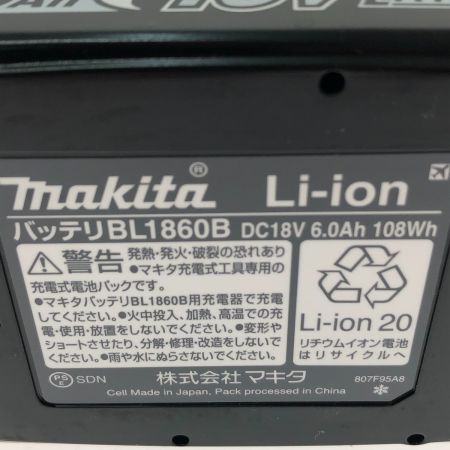 makita® Li-ion
バッテリBL1860B DC18V 6.0Ah 108Wh
警告 発熱・発火・破裂の恐れあり
●マキタ充電式工具専用の
充電式電池パックです。
●マキタバッテリBL1860B用充電器で充電
してください。●火中投入、加熱、高温での充
電・使用・放置をしないでください。●変形や
ショートさせたり、分解・修理・改造をしないで
ください。●雨や水にぬらさないでください。
Li-ion 20
リチウムイオン電池
はリサイクルへ
PSE SDN 株式会社 マキタ
807F95A8
Cell Made in Japan, Pack processed in China